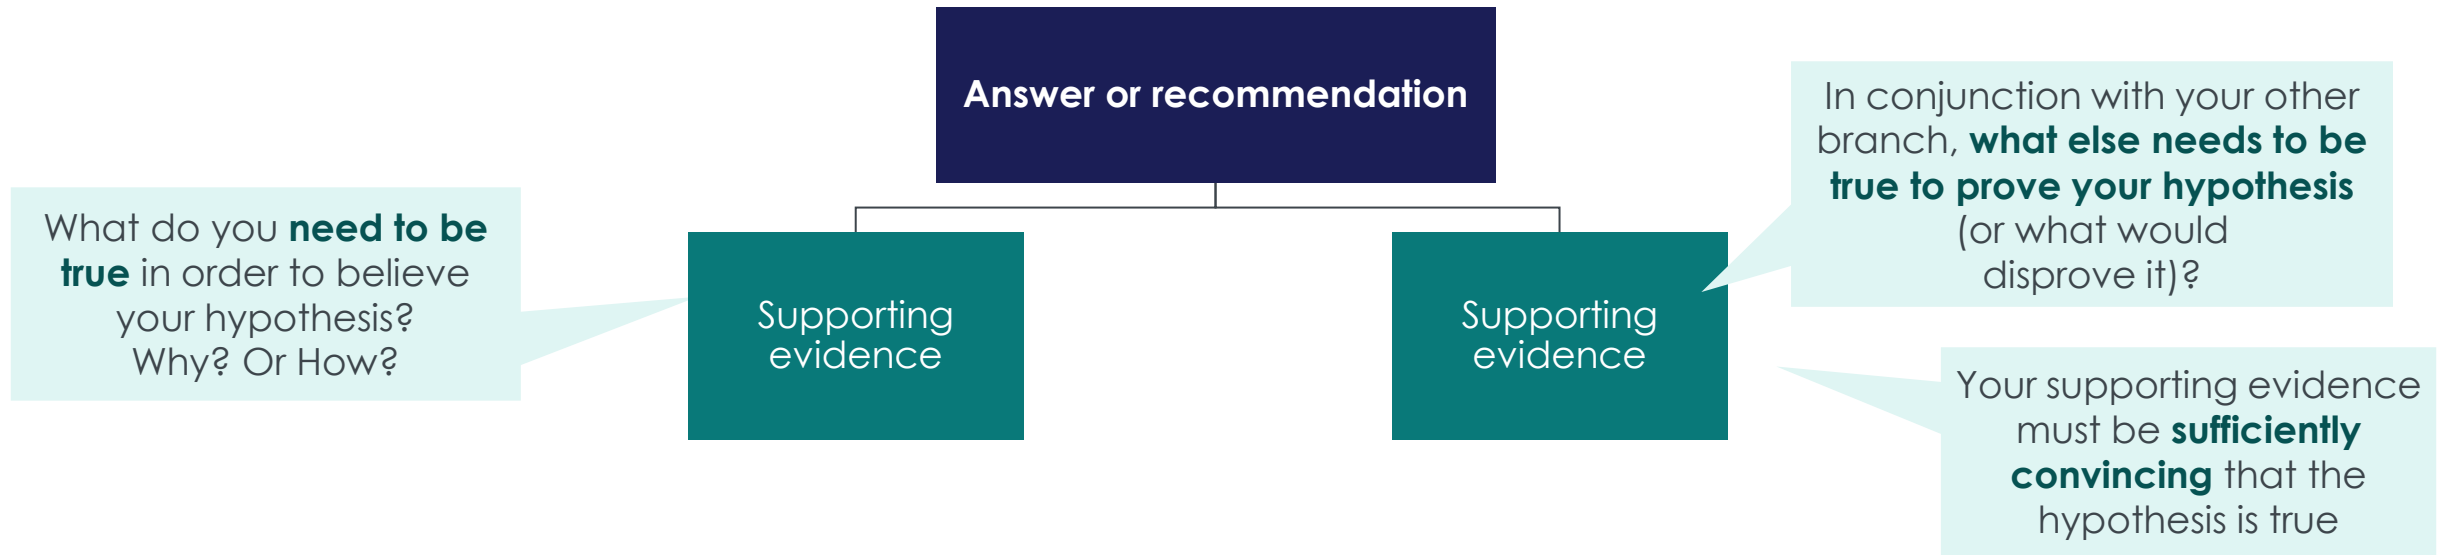 Answer or recommendation
What do you need to be
true in order to believe
your hypothesis?
Why? Or How?
Supporting
evidence
Supporting
evidence
In conjunction with your other
branch, what else needs to be
true to prove your hypothesis
(or what would
disprove it)?
Your supporting evidence
must be sufficiently
convincing that the
hypothesis is true